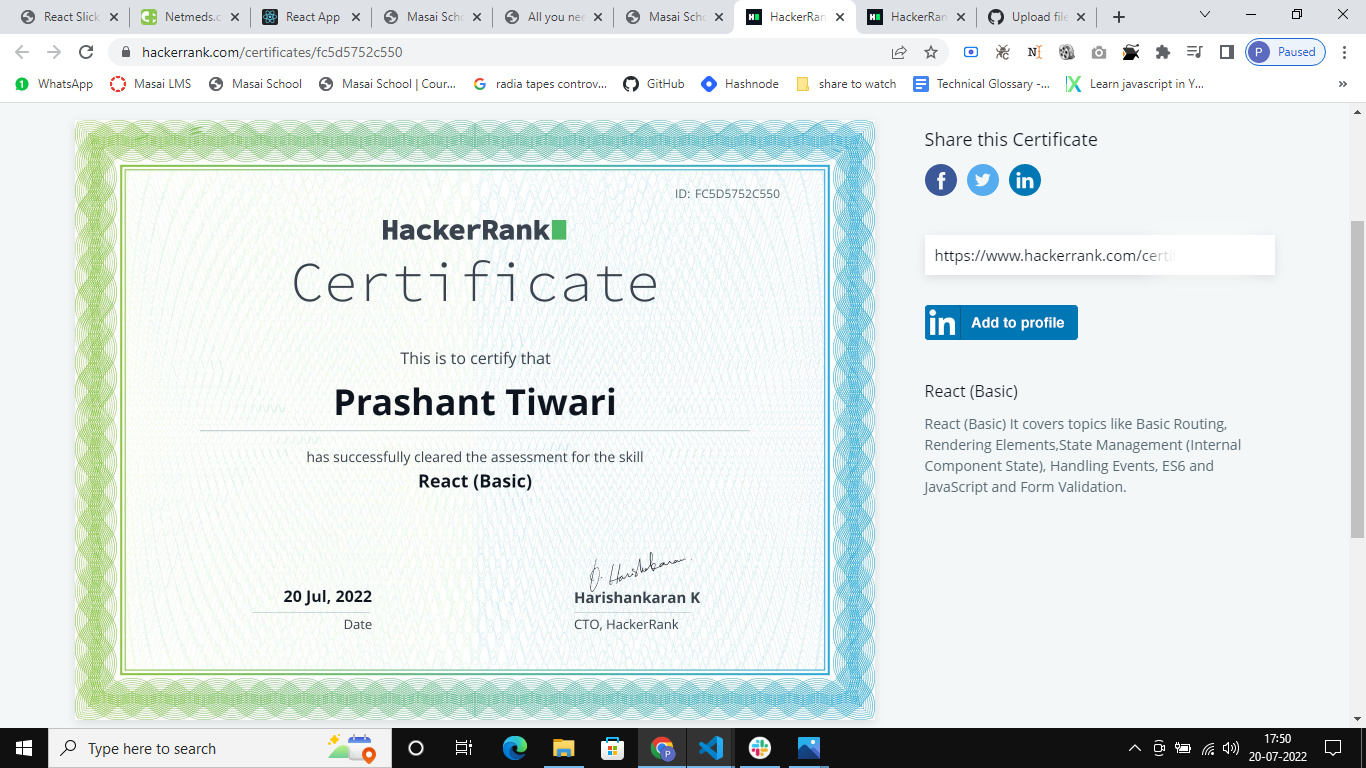 React Slick
Netmeds.c
React App
Masai Scho
All you nee
Masai Scho
HackerRan
HackerRan
Upload file
hackerrank.com/certificates/fc5d5752c550
P Paused
WhatsApp
Masai LMS
Masai School
Masai School | Cour...
radia tapes controv...
GitHub
Hashnode
share to watch
Technical Glossary -...
Learn javascript in Y...
ID: FC5D5752C550
HackerRank
Certificate
This is to certify that
Prashant Tiwari
has successfully cleared the assessment for the skill
React (Basic)
20 Jul, 2022
Date
Harishankaran K
CTO, HackerRank
Share this Certificate
https://www.hackerrank.com/certi
in Add to profile
React (Basic)
React (Basic) It covers topics like Basic Routing,
Rendering Elements,State Management (Internal
Component State), Handling Events, ES6 and
JavaScript and Form Validation.
Type here to search
17:50
20-07-2022